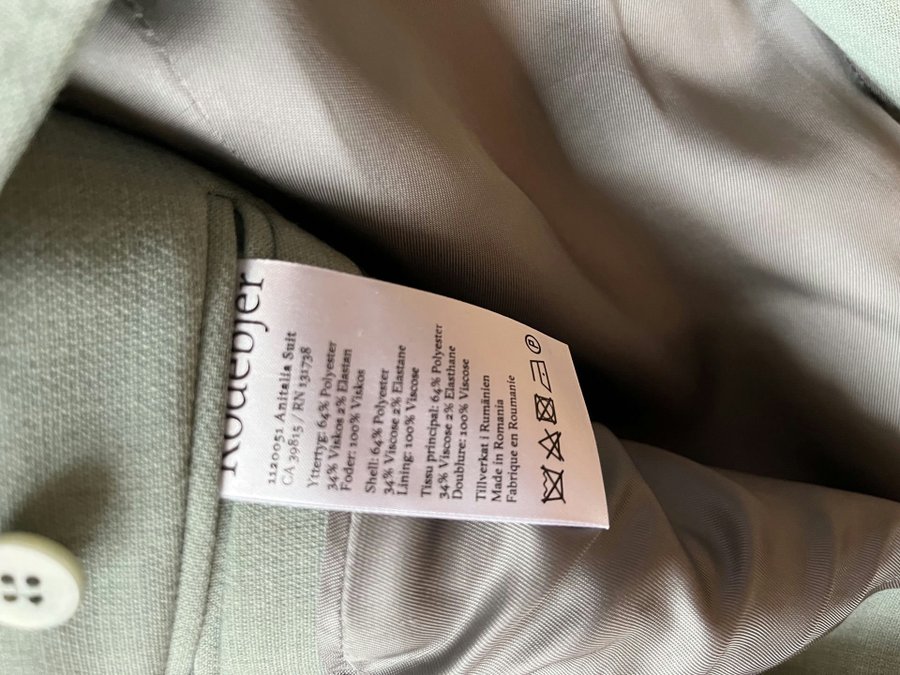 Rodebjer
1120051 Anitalia Suit
CA 39815 / RN 131738
Yttertyg: 64% Polyester
34% Viskos 2% Elastan
Foder: 100% Viskos
Shell: 64% Polyester
34% Viscose 2% Elastane
Lining: 100% Viscose
Tissu principal: 64% Polyester
34% Viscose 2% Elasthane
Doublure: 100% Viscose
Tillverkat i Rumänien
Made in Romania
Fabrique en Roumanie
P